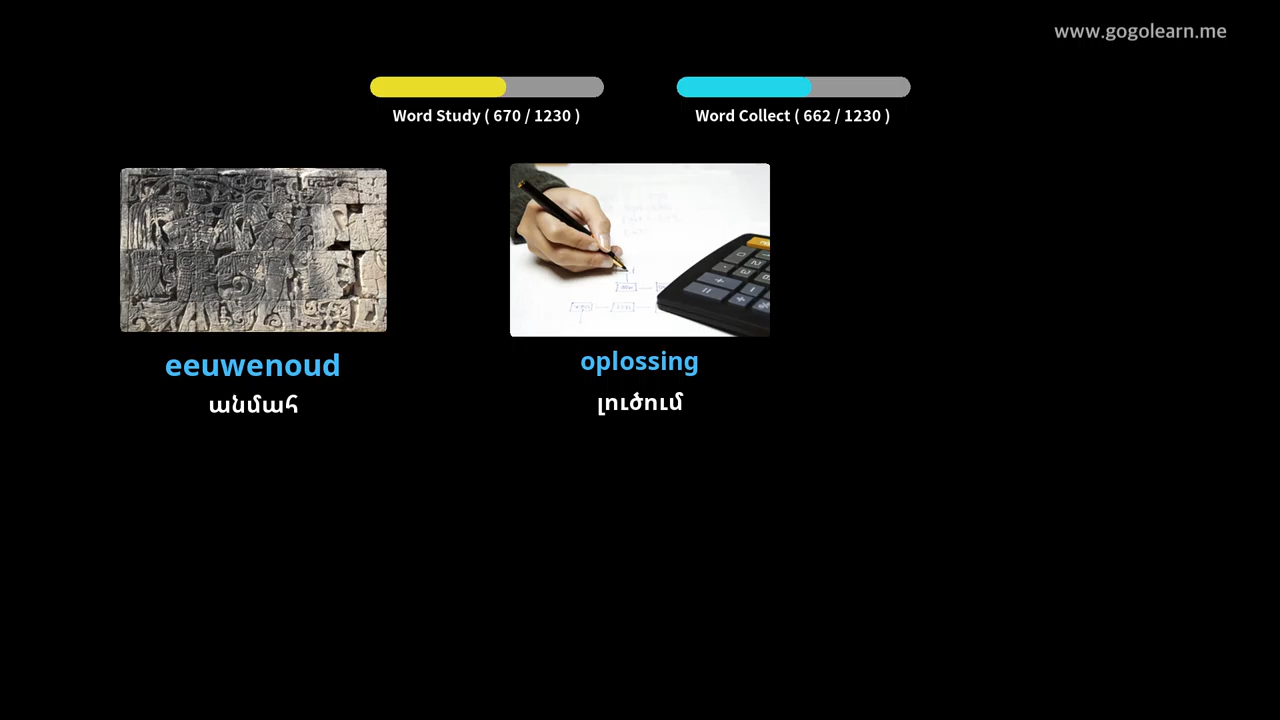 www.gogolearn.me
Word Study ( 670 / 1230 )
Word Collect ( 662 / 1230 )
eeuwenoud
անմահ
oplossing
լուծում